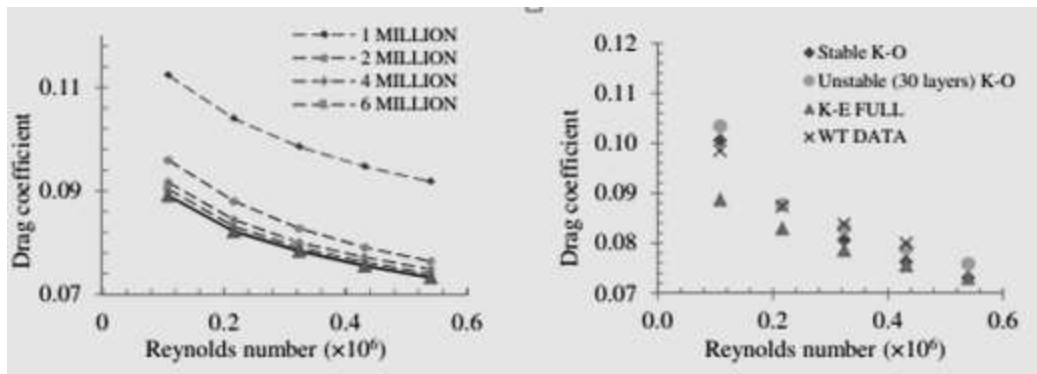 1 MILLION
2 MILLION
4 MILLION
6 MILLION
0.11
0.09
0.07
Drag coefficient
0
0.2
0.4
0.6
Reynolds number (×10⁶)
0.12
0.11
0.10
0.09
0.08
0.07
Drag coefficient
Stable K-O
Unstable (30 layers) K-O
K-E FULL
WT DATA
0.0
0.2
0.4
0.6
Reynolds number (×10⁶)